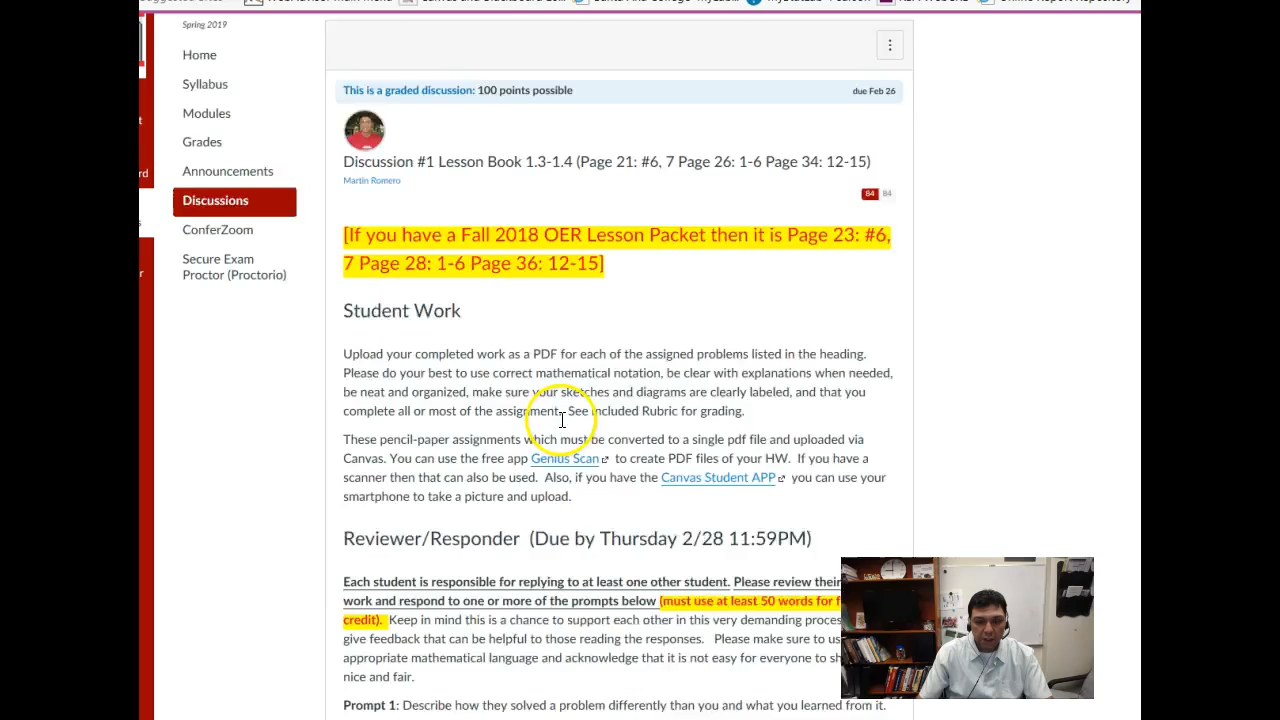 Spring 2019
Home
Syllabus
Modules
Grades
Announcements
Discussions
ConferZoom
Secure Exam
Proctor (Proctorio)
This is a graded discussion: 100 points possible
due Feb 26
Discussion #1 Lesson Book 1.3-1.4 (Page 21: #6, 7 Page 26: 1-6 Page 34: 12-15)
Martin Romero
84 84
[If you have a Fall 2018 OER Lesson Packet then it is Page 23: #6,
7 Page 28: 1-6 Page 36: 12-15]
Student Work
Upload your completed work as a PDF for each of the assigned problems listed in the heading.
Please do your best to use correct mathematical notation, be clear with explanations when needed,
be neat and organized, make sure your sketches and diagrams are clearly labeled, and that you
complete all or most of the assignment. See included Rubric for grading.
These pencil-paper assignments which must be converted to a single pdf file and uploaded via
Canvas. You can use the free app Genius Scan to create PDF files of your HW. If you have a
scanner then that can also be used. Also, if you have the Canvas Student APP you can use your
smartphone to take a picture and upload.
Reviewer/Responder (Due by Thursday 2/28 11:59PM)
Each student is responsible for replying to at least one other student. Please review their
work and respond to one or more of the prompts below (must use at least 50 words for f
credit). Keep in mind this is a chance to support each other in this very demanding proces
give feedback that can be helpful to those reading the responses. Please make sure to us
appropriate mathematical language and acknowledge that it is not easy for everyone to sh
nice and fair.
Prompt 1: Describe how they solved a problem differently than you and what you learned from it.